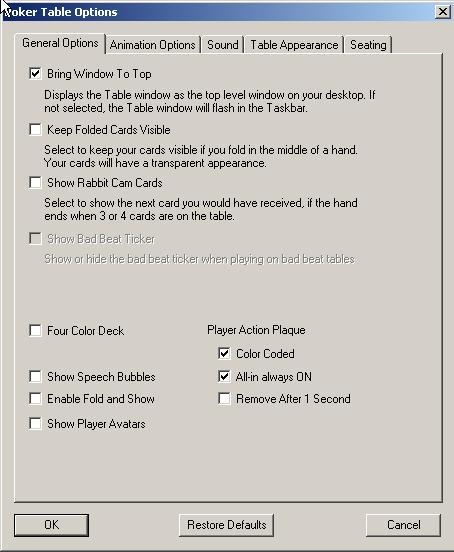 Poker Table Options
General Options Animation Options Sound Table Appearance Seating
Bring Window To Top
Displays the Table window as the top level window on your desktop. If
not selected, the Table window will flash in the Taskbar.
Keep Folded Cards Visible
Select to keep your cards visible if you fold in the middle of a hand.
Your cards will have a transparent appearance.
Show Rabbit Cam Cards
Select to show the next card you would have received, if the hand
ends when 3 or 4 cards are on the table.
Show Bad Beat Ticker
Show or hide the bad beat ticker when playing on bad beat tables
Four Color Deck Player Action Plaque
Color Coded
Show Speech Bubbles All-in always ON
Enable Fold and Show Remove After 1 Second
Show Player Avatars
OK Restore Defaults Cancel